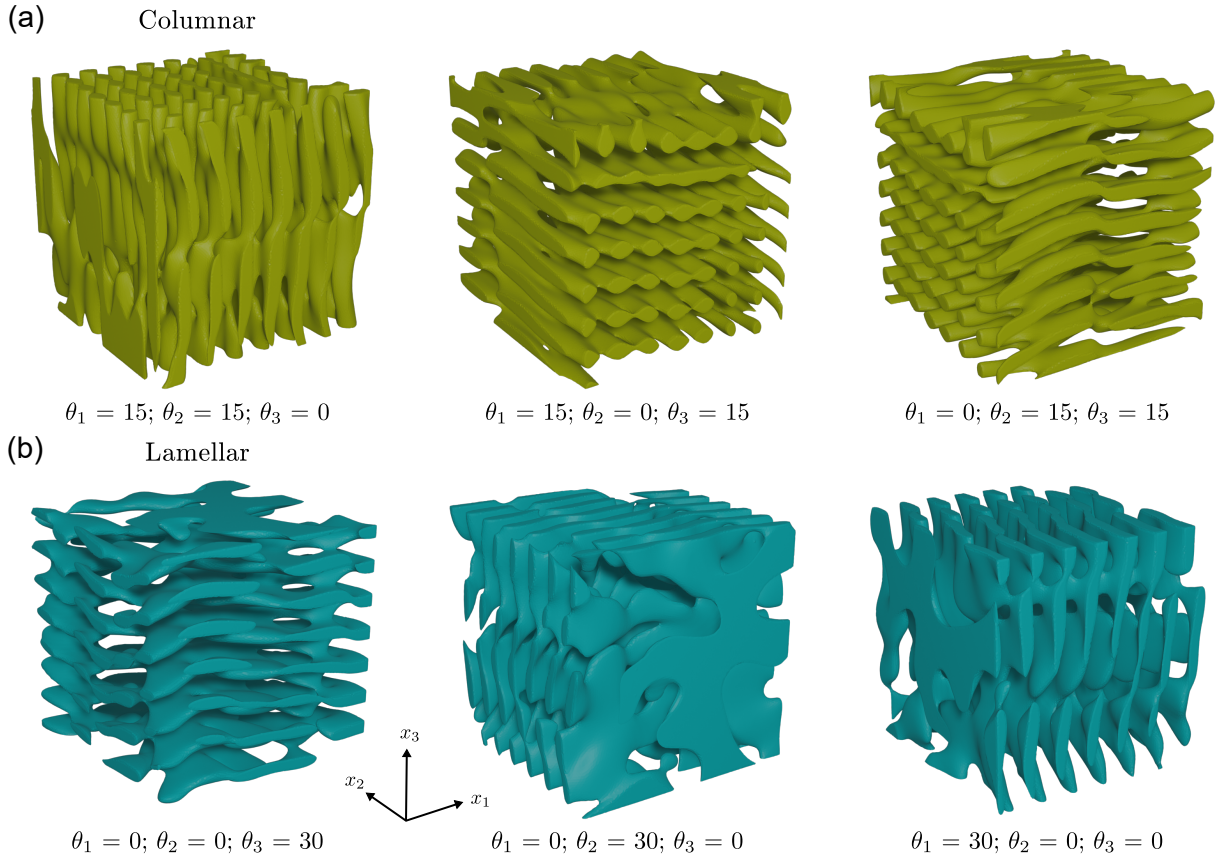 (a)
Columnar
θ₁ = 15; θ₂ = 15; θ₃ = 0
θ₁ = 15; θ₂ = 0; θ₃ = 15
θ₁ = 0; θ₂ = 15; θ₃ = 15
(b)
Lamellar
x₃
x₂
x₁
θ₁ = 0; θ₂ = 0; θ₃ = 30
θ₁ = 0; θ₂ = 30; θ₃ = 0
θ₁ = 30; θ₂ = 0; θ₃ = 0